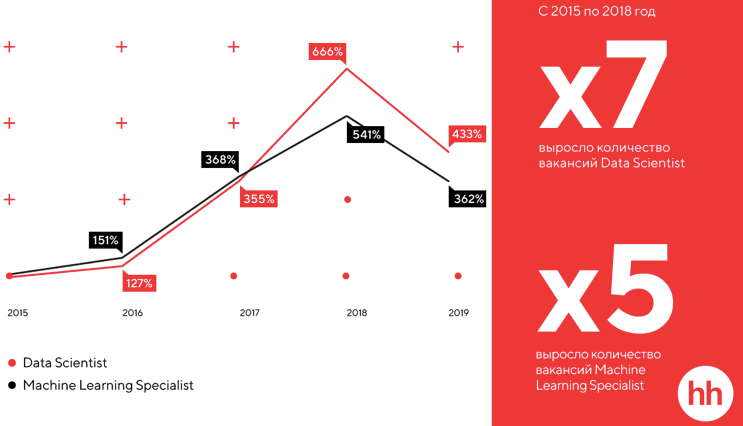 666%
433%
541%
368%
362%
355%
151%
127%
2015
2016
2017
2018
2019
Data Scientist
Machine Learning Specialist
С 2015 по 2018 год
x7
выросло количество
вакансий Data Scientist
x5
выросло количество
вакансий Machine
Learning Specialist
hh